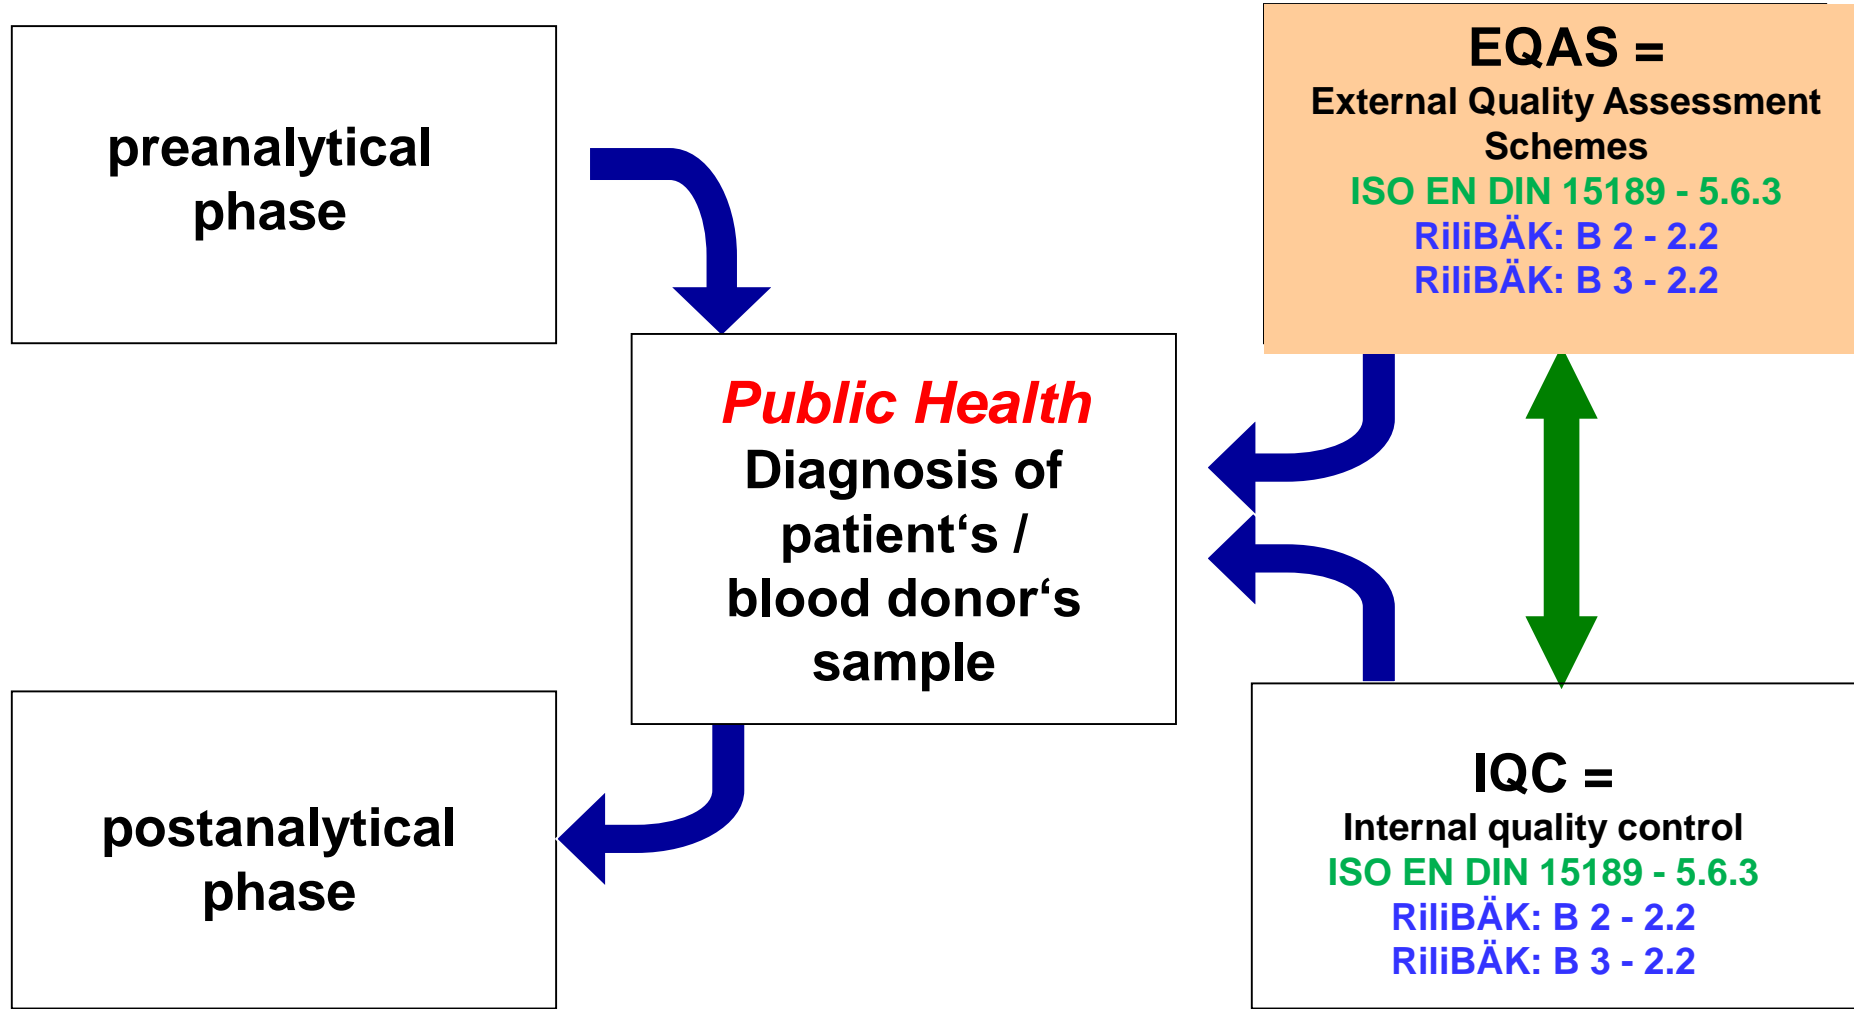 preanalytical
phase
EQAS =
External Quality Assessment
Schemes
ISO EN DIN 15189 - 5.6.3
RiliBÄK: B 2 - 2.2
RiliBÄK: B 3 - 2.2
Public Health
Diagnosis of
patient‘s /
blood donor‘s
sample
postanalytical
phase
IQC =
Internal quality control
ISO EN DIN 15189 - 5.6.3
RiliBÄK: B 2 - 2.2
RiliBÄK: B 3 - 2.2